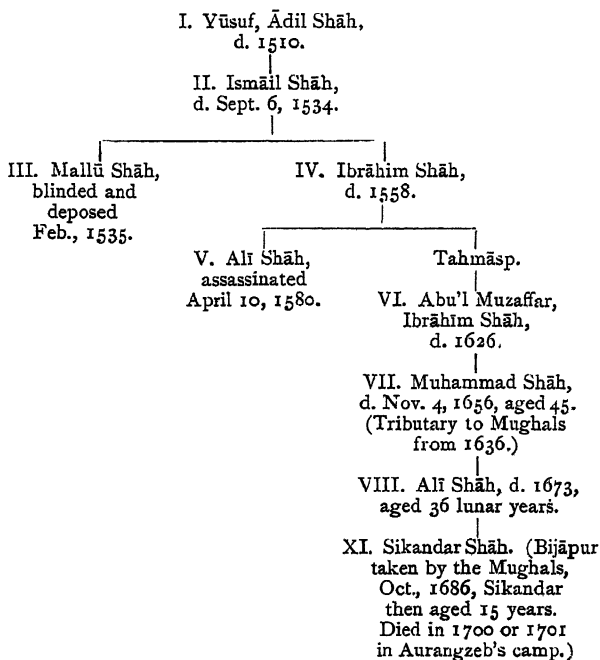 I. Yūsuf, Ādil Shāh,
d. 1510.
II. Ismāil Shāh,
d. Sept. 6, 1534.
III. Mallū Shāh,
blinded and
deposed
Feb., 1535.
IV. Ibrāhim Shāh,
d. 1558.
V. Alī Shāh,
assassinated
April 10, 1580.
Tahmāsp.
VI. Abu'l Muzaffar,
Ibrāhīm Shāh,
d. 1626.
VII. Muhammad Shāh,
d. Nov. 4, 1656, aged 45.
(Tributary to Mughals
from 1636.)
VIII. Alī Shāh, d. 1673,
aged 36 lunar years.
XI. Sikandar Shāh. (Bijāpur
taken by the Mughals,
Oct., 1686, Sikandar
then aged 15 years.
Died in 1700 or 1701
in Aurangzeb's camp.)